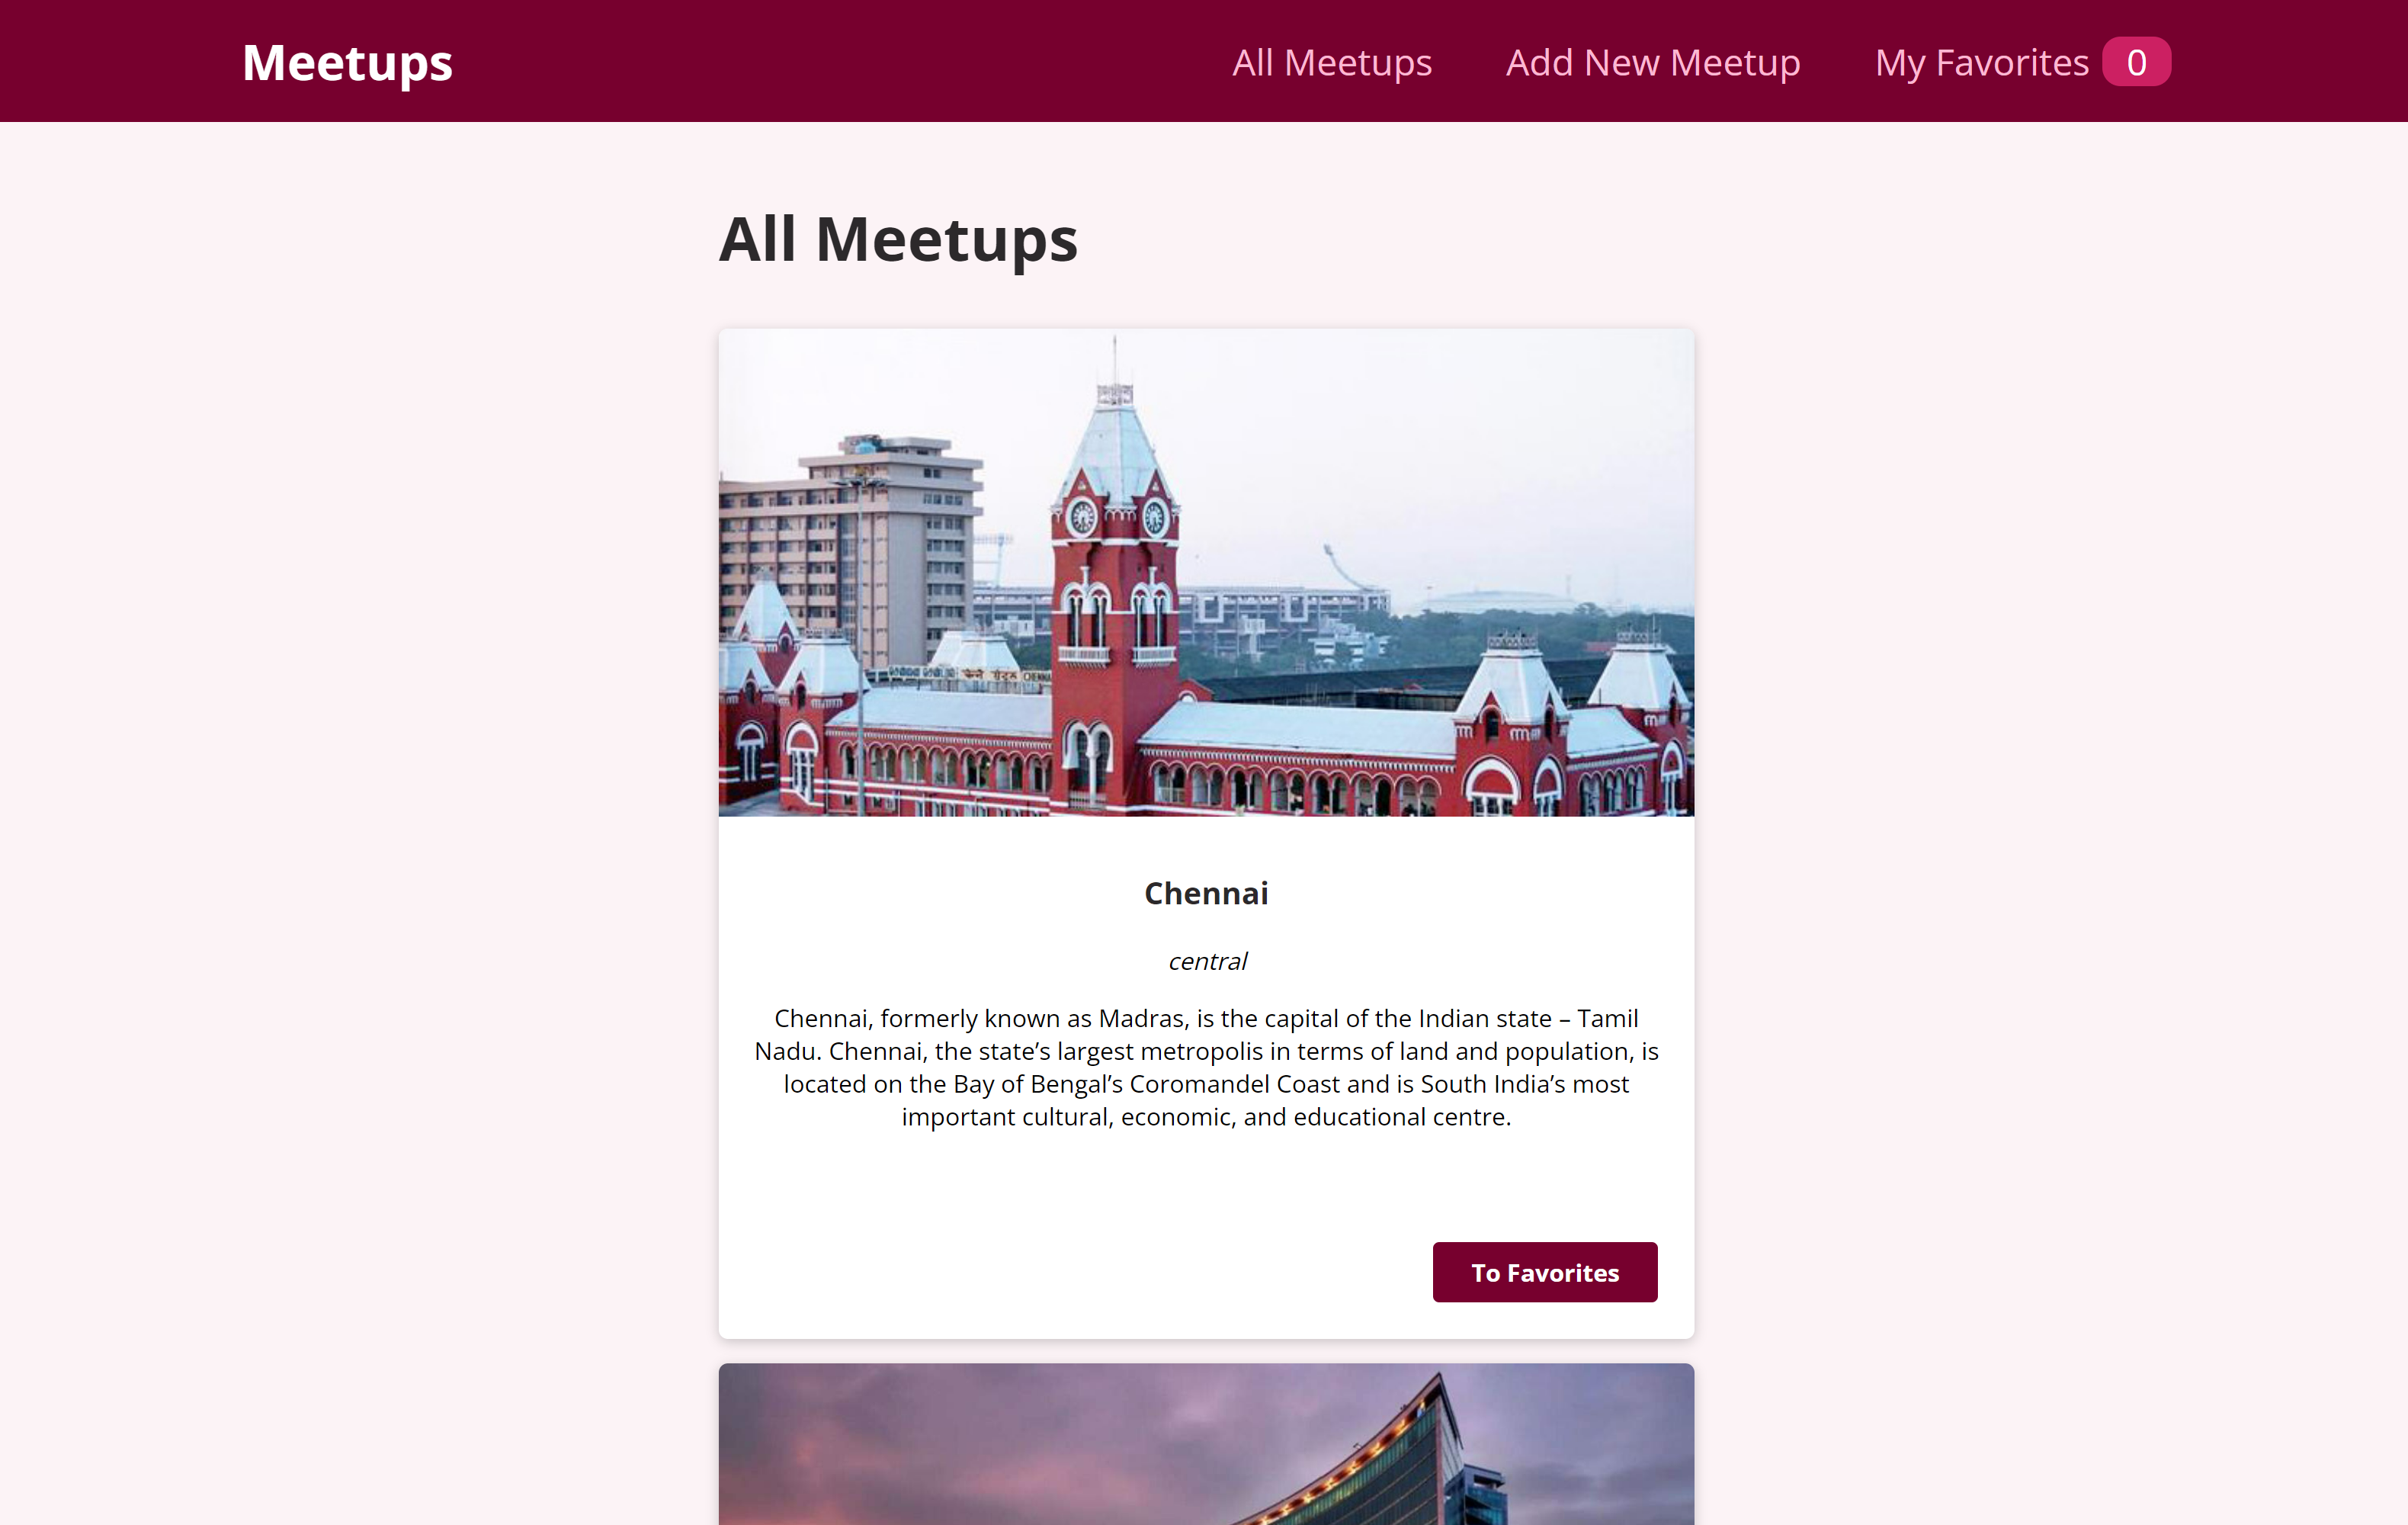 Meetups
All Meetups
Add New Meetup
My Favorites 0
All Meetups
CHENNAI
Chennai
central
Chennai, formerly known as Madras, is the capital of the Indian state – Tamil
Nadu. Chennai, the state’s largest metropolis in terms of land and population, is
located on the Bay of Bengal’s Coromandel Coast and is South India’s most
important cultural, economic, and educational centre.
To Favorites